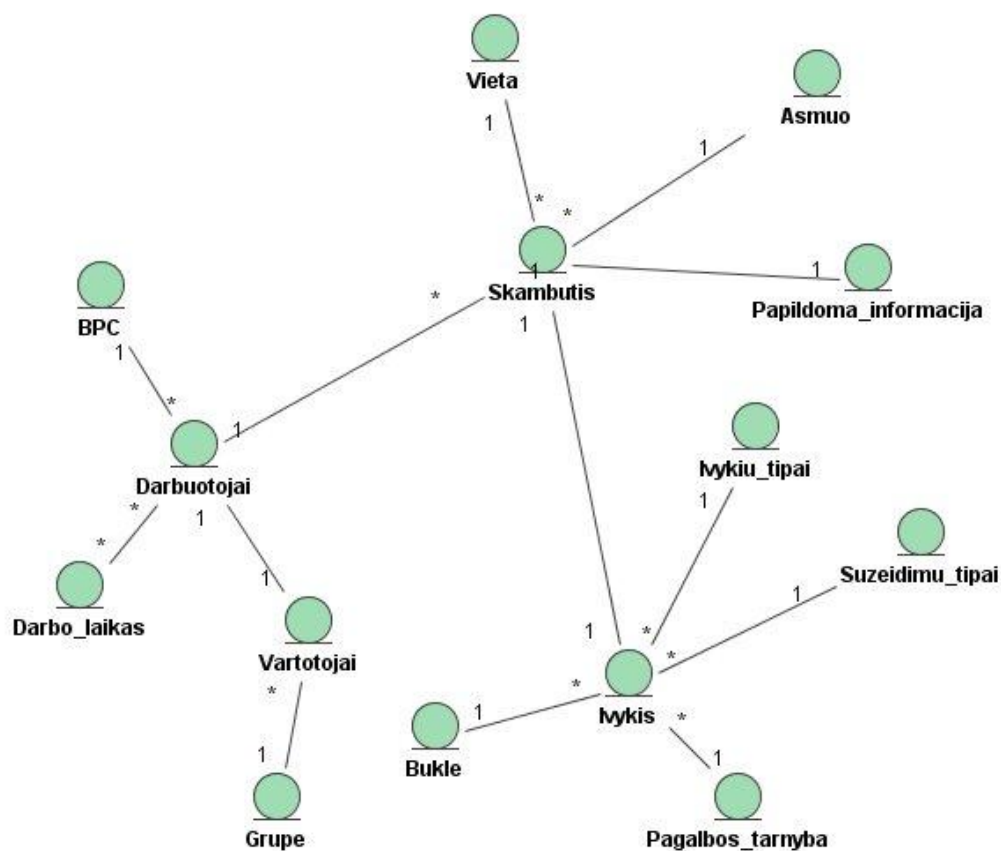 Vieta
1
Asmuo
1
*
*
Skambutis
1
1
Papildoma_informacija
1
*
BPC
1
*
1
Darbuotojai
Ivykiu_tipai
1
*
1
*
Suzeidimu_tipai
1
Darbo_laikas
1
Vartotojai
1
*
*
*
Ivykis
*
*
1
1
1
Bukle
Grupe
Pagalbos_tarnyba